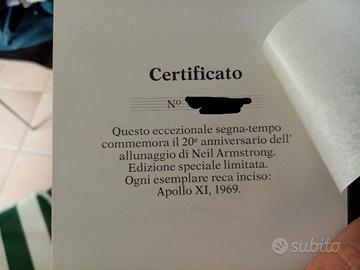 Certificato
N°
Questo eccezionale segna-tempo
commemora il 20° anniversario dell'
allunaggio di Neil Armstrong.
Edizione speciale limitata.
Ogni esemplare reca inciso:
Apollo XI, 1969.
subito